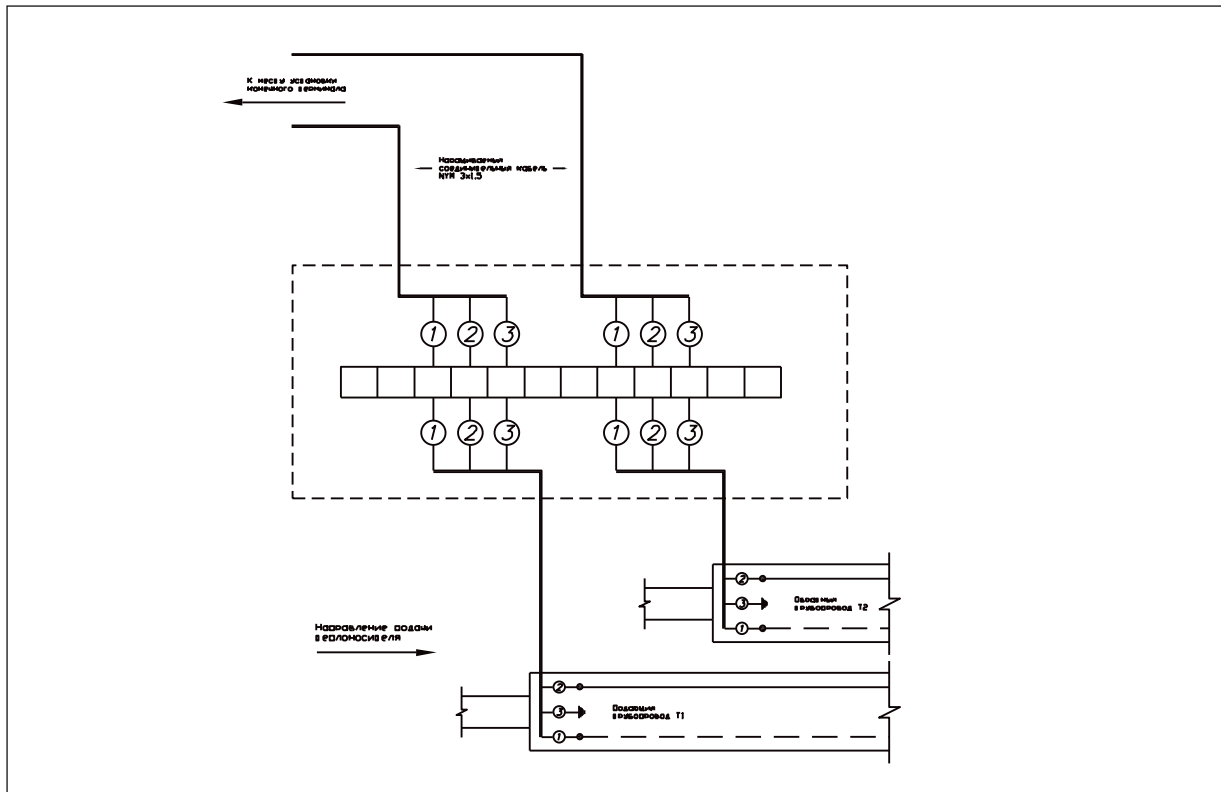 К месту установки
конечного терминала
Наращиваемый
соединительный кабель
NYM 3x1,5
1 2 3 1 2 3
1 2 3 1 2 3
2
3 Обратный
трубопровод Т2
1
Направление подачи
теплоносителя
2
3 Подающий
трубопровод Т1
1